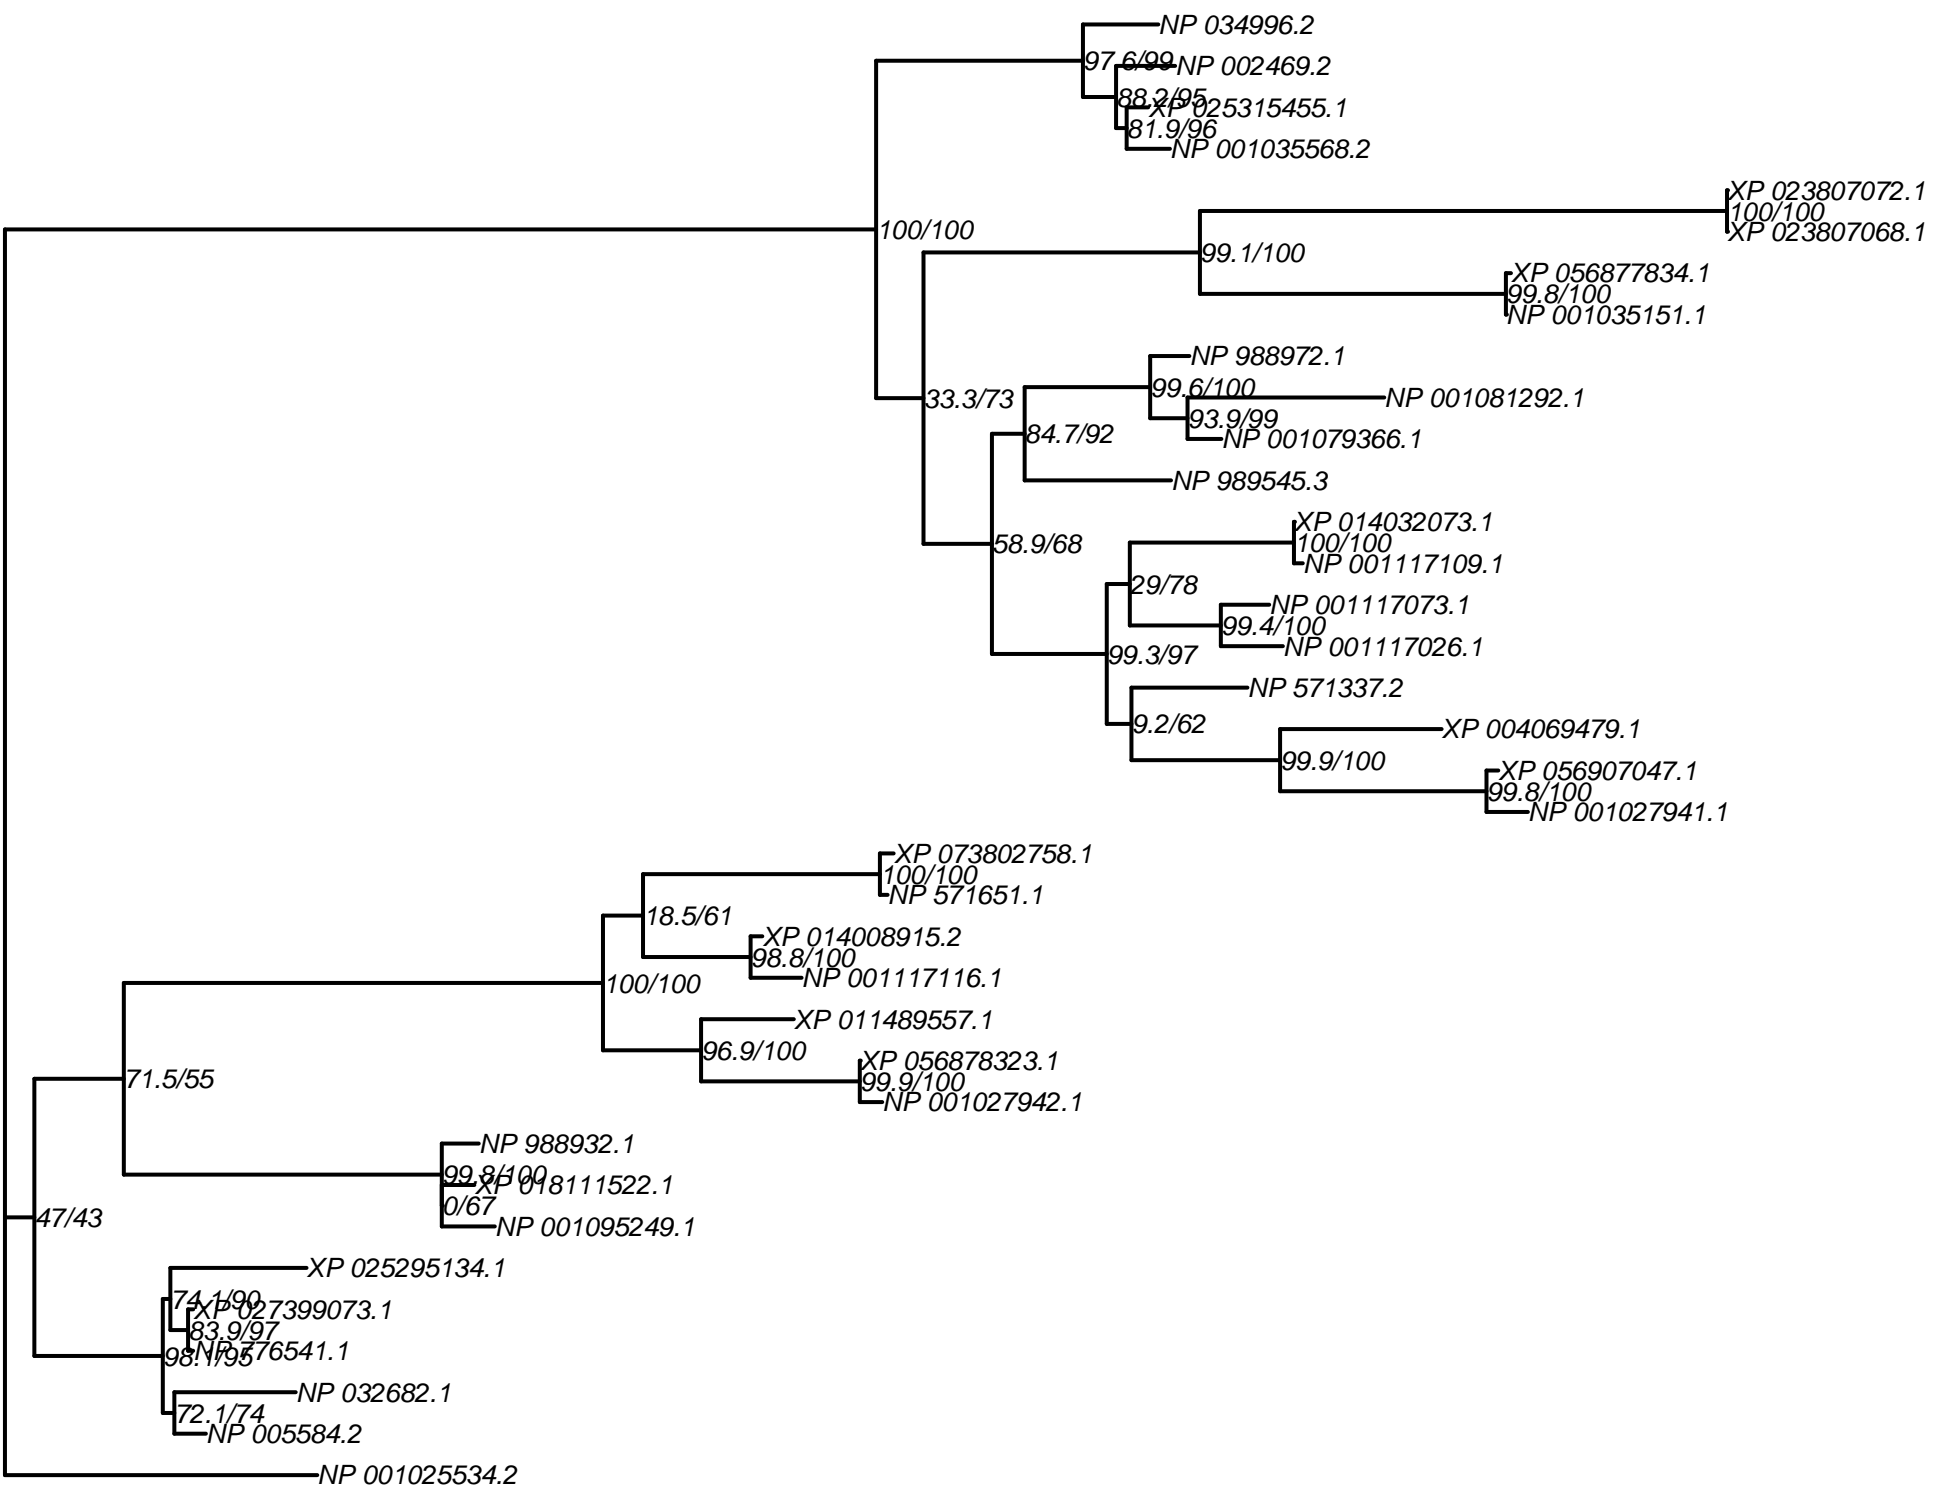 NP 034996.2
97.6/99
NP 002469.2
88.2/95
XP 025315455.1
81.9/96
NP 001035568.2
XP 023807072.1
100/100
XP 023807068.1
100/100
99.1/100
XP 056877834.1
99.8/100
NP 001035151.1
NP 988972.1
99.6/100
NP 001081292.1
33.3/73
93.9/99
84.7/92
NP 001079366.1
NP 989545.3
XP 014032073.1
100/100
58.9/68
NP 001117109.1
29/78
NP 001117073.1
99.4/100
NP 001117026.1
99.3/97
NP 571337.2
9.2/62
XP 004069479.1
99.9/100
XP 056907047.1
99.8/100
NP 001027941.1
XP 073802758.1
100/100
NP 571651.1
18.5/61
XP 014008915.2
98.8/100
NP 001117116.1
100/100
XP 011489557.1
96.9/100
XP 056878323.1
71.5/55
99.9/100
NP 001027942.1
NP 988932.1
99.8/100
XP 018111522.1
0/67
47/43
NP 001095249.1
XP 025295134.1
74.1/90
XP 027399073.1
83.9/97
NP 776541.1
98.1/95
NP 032682.1
72.1/74
NP 005584.2
NP 001025534.2